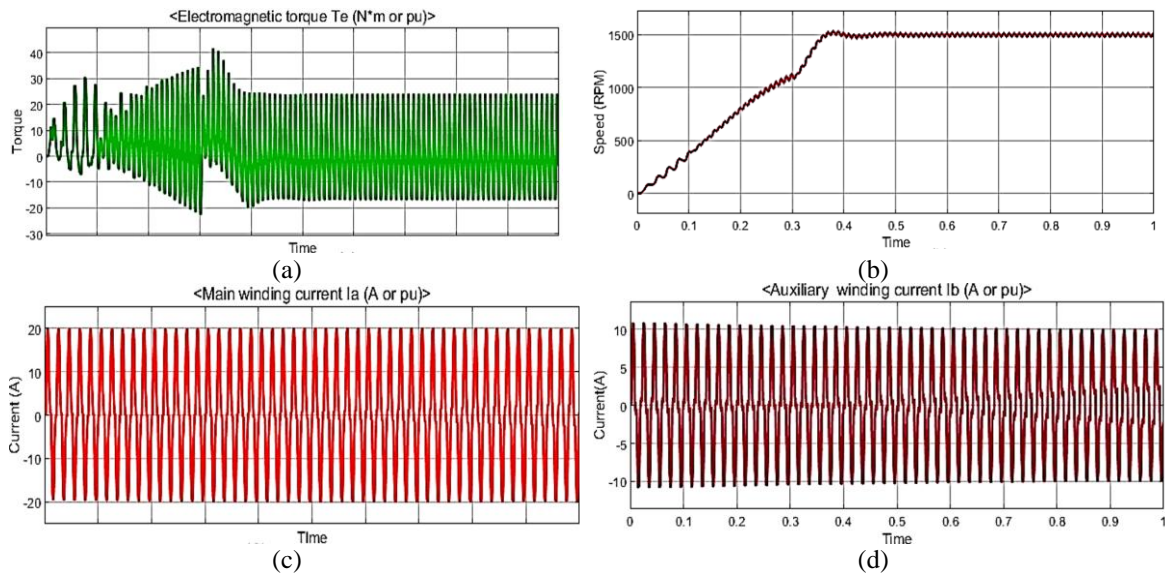 <Electromagnetic torque Te (N*m or pu)>
40
30
20
10
0
-10
-20
-30
Torque
Time
(a)
1500
1000
500
0
Speed (RPM)
0 0.1 0.2 0.3 0.4 0.5 0.6 0.7 0.8 0.9 1
Time
(b)
<Main winding current Ia (A or pu)>
20
10
0
-10
-20
Current (A)
TIme
(c)
<Auxiliary winding current Ib (A or pu)>
10
5
0
-5
-10
Current(A)
0 0.1 0.2 0.3 0.4 0.5 0.6 0.7 0.8 0.9 1
Time
(d)